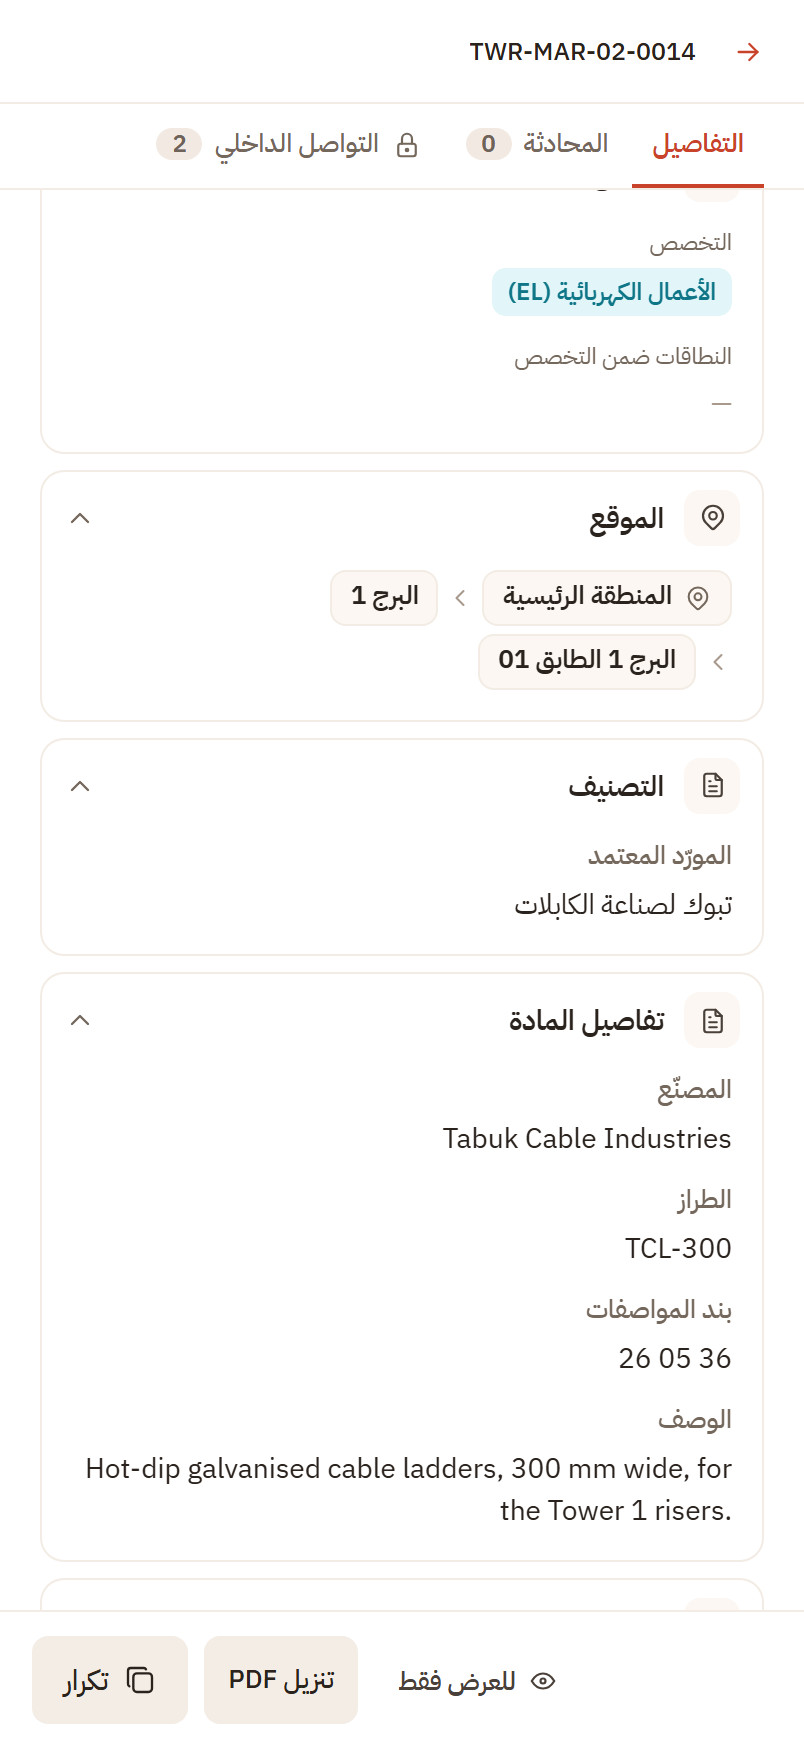 TWR-MAR-02-0014
التفاصيل
المحادثة 0
التواصل الداخلي 2
التخصص
الأعمال الكهربائية (EL)
النطاقات ضمن التخصص
—
الموقع
المنطقة الرئيسية
البرج 1
البرج 1 الطابق 01
التصنيف
المورّد المعتمد
تبوك لصناعة الكابلات
تفاصيل المادة
المصنّع
Tabuk Cable Industries
الطراز
TCL-300
بند المواصفات
26 05 36
الوصف
Hot-dip galvanised cable ladders, 300 mm wide, for
the Tower 1 risers.
للعرض فقط
تنزيل PDF
تكرار